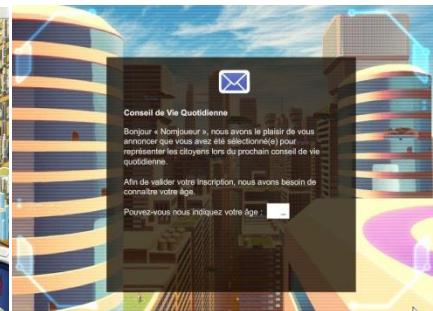 Conseil de Vie Quotidienne
Bonjour « Nomjoueur », nous avons le plaisir de vous
annoncer que vous avez été sélectionné(e) pour
représenter les citoyens lors du prochain conseil de vie
quotidienne.
Afin de valider votre inscription, nous avons besoin de
connaître votre âge.
Pouvez-vous nous indiquez votre âge :